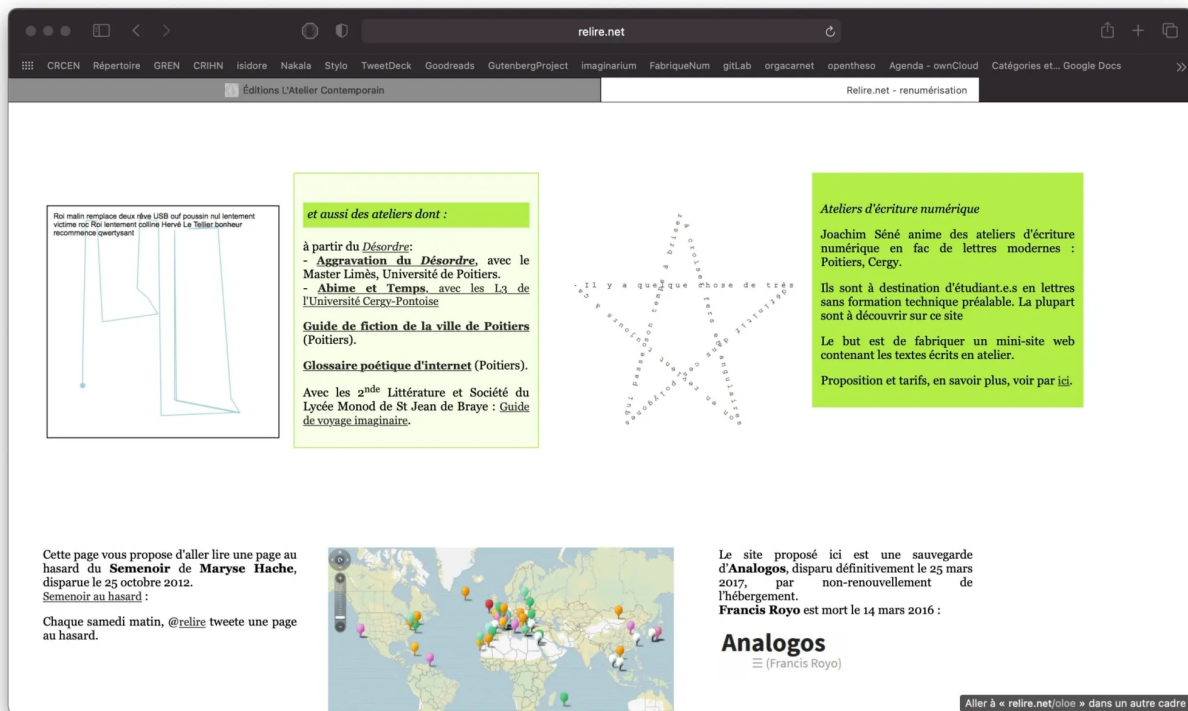 relire.net
CRCEN Répertoire GREN CRIHN isidore Nakala Stylo TweetDeck Goodreads GutenbergProject imaginarium FabriqueNum gitLab orgacarnet opentheso Agenda - ownCloud Catégories et... Google Docs
Éditions L'Atelier Contemporain
Relire.net - renumérisation
Roi malin remplace deux rêve USB ouf poussin nul lentement
victime roc Roi lentement colline Hervé Le Tellier bonheur
recommence qwertysant
et aussi des ateliers dont :
à partir du Désordre:
- Aggravation du Désordre, avec le
Master Limès, Université de Poitiers.
- Abime et Temps, avec les L3 de
l'Université Cergy-Pontoise
Guide de fiction de la ville de Poitiers
(Poitiers).
Glossaire poétique d'internet (Poitiers).
Avec les 2nde Littérature et Société du
Lycée Monod de St Jean de Braye : Guide
de voyage imaginaire.
Il y a quelque chose de très
Ateliers d'écriture numérique
Joachim Séné anime des ateliers d'écriture
numérique en fac de lettres modernes :
Poitiers, Cergy.
Ils sont à destination d'étudiant.e.s en lettres
sans formation technique préalable. La plupart
sont à découvrir sur ce site
Le but est de fabriquer un mini-site web
contenant les textes écrits en atelier.
Proposition et tarifs, en savoir plus, voir par ici.
Cette page vous propose d'aller lire une page au
hasard du Semenoir de Maryse Hache,
disparue le 25 octobre 2012.
Semenoir au hasard :
Chaque samedi matin, @relire tweete une page
au hasard.
Le site proposé ici est une sauvegarde
d'Analogos, disparu définitivement le 25 mars
2017, par non-renouvellement de
l'hébergement.
Francis Royo est mort le 14 mars 2016 :
Analogos
☰ (Francis Royo)
Aller à « relire.net/oloe » dans un autre cadre